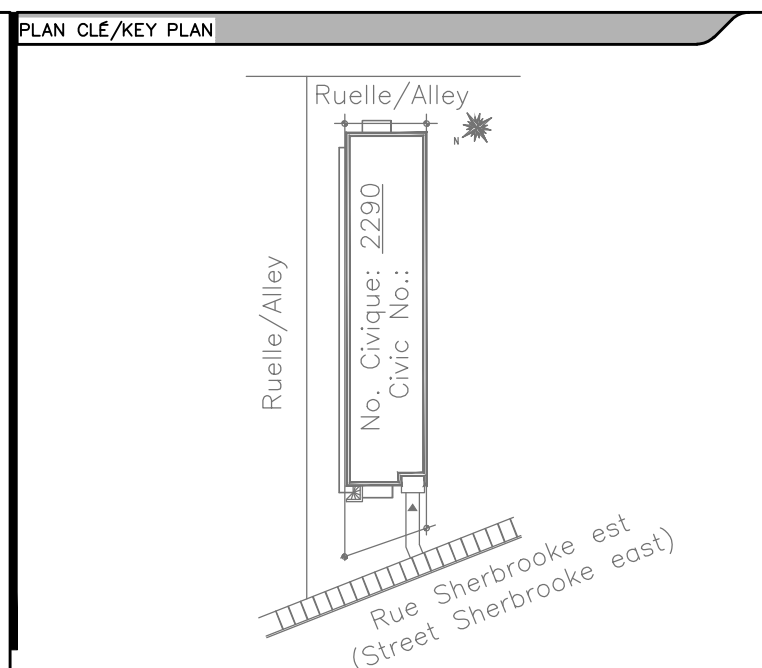 PLAN CLÉ/KEY PLAN
Ruelle/Alley
N
Ruelle/Alley
No. Civique: 2290
Civic No.:
Rue Sherbrooke est
(Street Sherbrooke east)